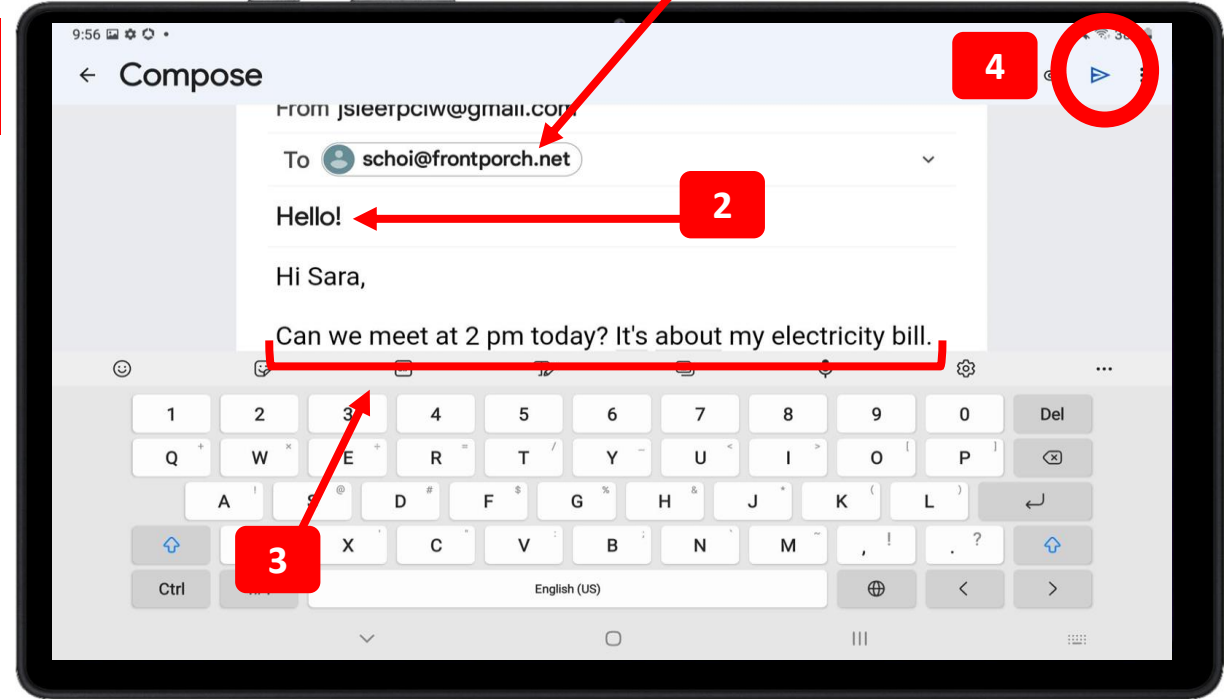 9:56
Compose
4
From jsleefpciw@gmail.com
To schoi@frontporch.net
Hello!
2
Hi Sara,
Can we meet at 2 pm today? It's about my electricity bill.
1 2 3 4 5 6 7 8 9 0 Del
Q + W × E ÷ R = T / Y _ U < I > O [ P ]
A ! S @ D # F $ G % H & J * K ( L )
3
X ' C " V : B ; N ` M ~ , ! . ?
Ctrl English (US) < >